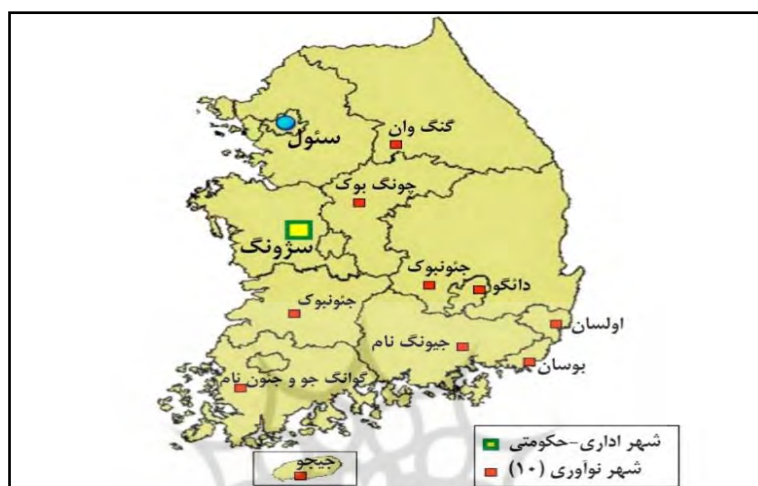 گنگ وان
سئول
چونگ بوک
سژونگ
جئونبوک
دائگو
جئونبوک
اولسان
جیونگ نام
بوسان
گوانگ جو و جنون نام
جیجو
شهر اداری-حکومتی
شهر نوآوری (۱۰)